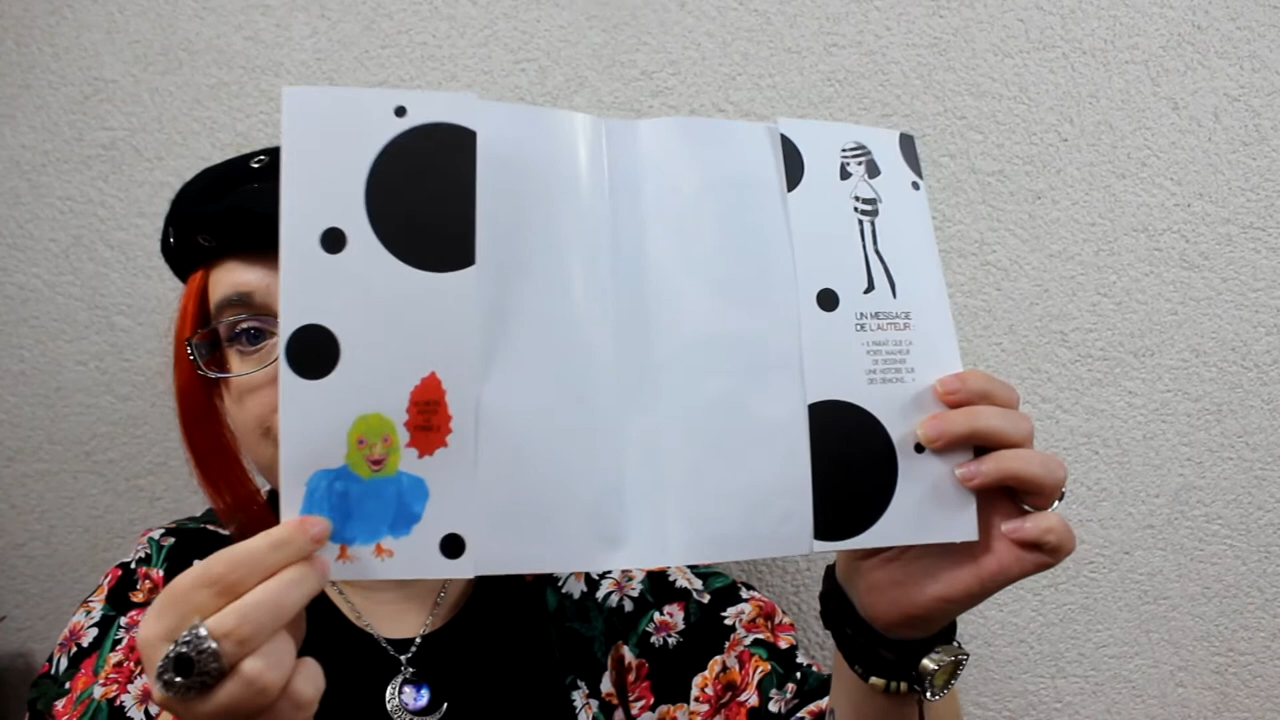 UN MESSAGE
DE L'AUTEUR :
« IL PARAÎT QUE ÇA
PORTE MALHEUR
DE DESSINER
UNE HISTOIRE SUR
DES DÉMONS... »